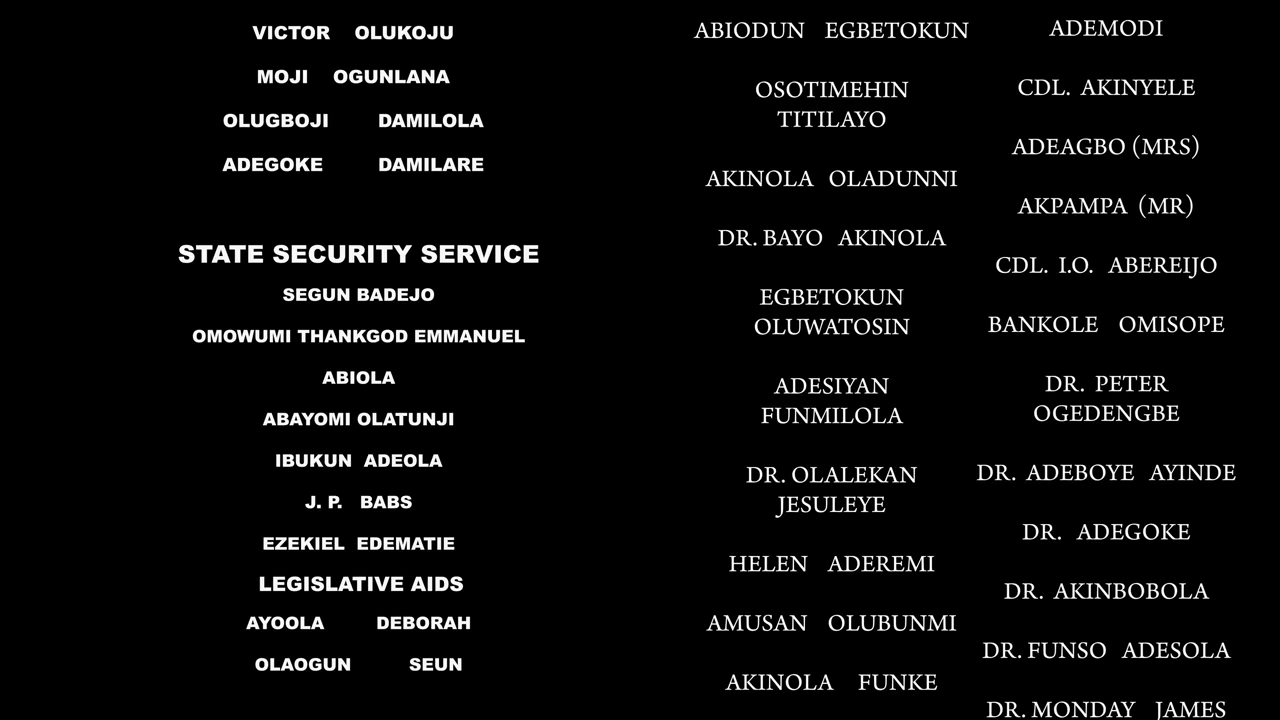 VICTOR OLUKOJU
MOJI OGUNLANA
OLUGBOJI DAMILOLA
ADEGOKE DAMILARE
STATE SECURITY SERVICE
SEGUN BADEJO
OMOWUMI THANKGOD EMMANUEL
ABIOLA
ABAYOMI OLATUNJI
IBUKUN ADEOLA
J. P. BABS
EZEKIEL EDEMATIE
LEGISLATIVE AIDS
AYOOLA DEBORAH
OLAOGUN SEUN
ABIODUN EGBETOKUN
OSOTIMEHIN
TITILAYO
AKINOLA OLADUNNI
DR. BAYO AKINOLA
EGBETOKUN
OLUWATOSIN
ADESIYAN
FUNMILOLA
DR. OLALEKAN
JESULEYE
HELEN ADEREMI
AMUSAN OLUBUNMI
AKINOLA FUNKE
ADEMODI
CDL. AKINYELE
ADEAGBO (MRS)
AKPAMPA (MR)
CDL. I.O. ABEREIJO
BANKOLE OMISOPE
DR. PETER
OGEDENGBE
DR. ADEBOYE AYINDE
DR. ADEGOKE
DR. AKINBOBOLA
DR. FUNSO ADESOLA
DR. MONDAY JAMES